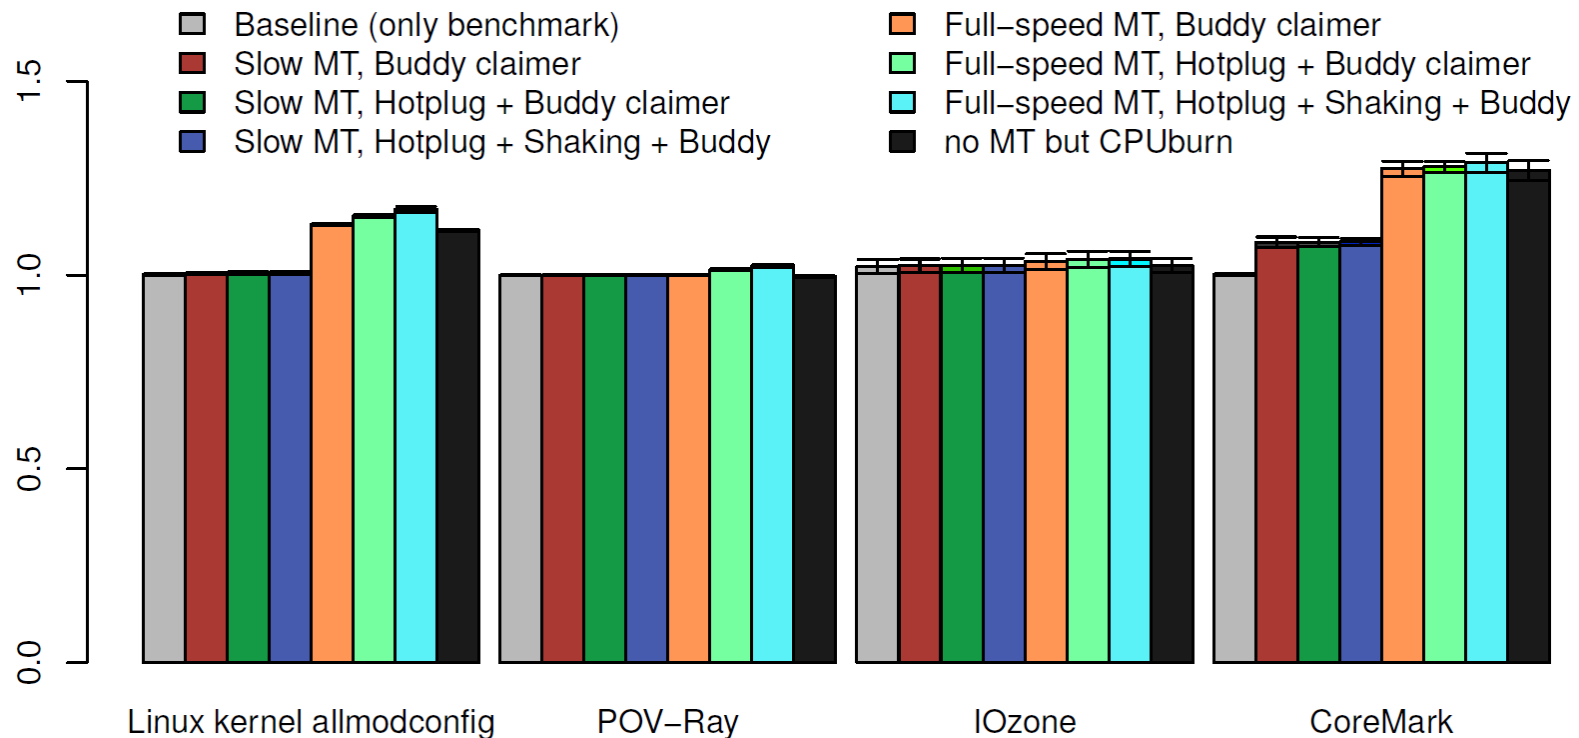 Baseline (only benchmark)
Slow MT, Buddy claimer
Slow MT, Hotplug + Buddy claimer
Slow MT, Hotplug + Shaking + Buddy
Full−speed MT, Buddy claimer
Full−speed MT, Hotplug + Buddy claimer
Full−speed MT, Hotplug + Shaking + Buddy
no MT but CPUburn
1.5
1.0
0.5
0.0
Linux kernel allmodconfig
POV−Ray
IOzone
CoreMark